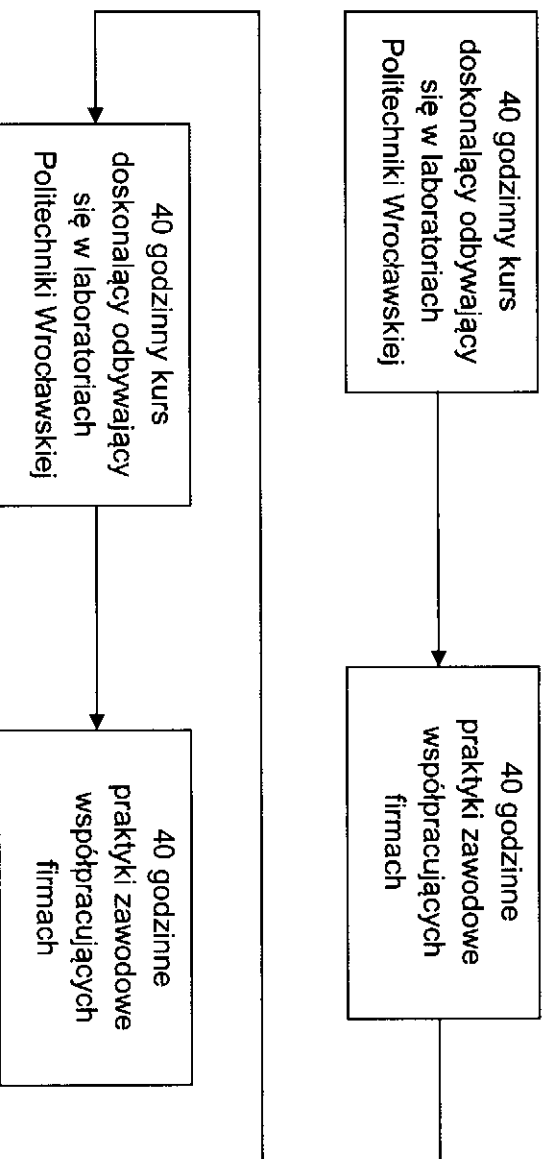 40 godzinny kurs
doskonalący odbywający
się w laboratoriach
Politechniki Wrocławskiej
40 godzinne
praktyki zawodowe
współpracujących
firmach
40 godzinny kurs
doskonalący odbywający
się w laboratoriach
Politechniki Wrocławskiej
40 godzinne
praktyki zawodowe
współpracujących
firmach